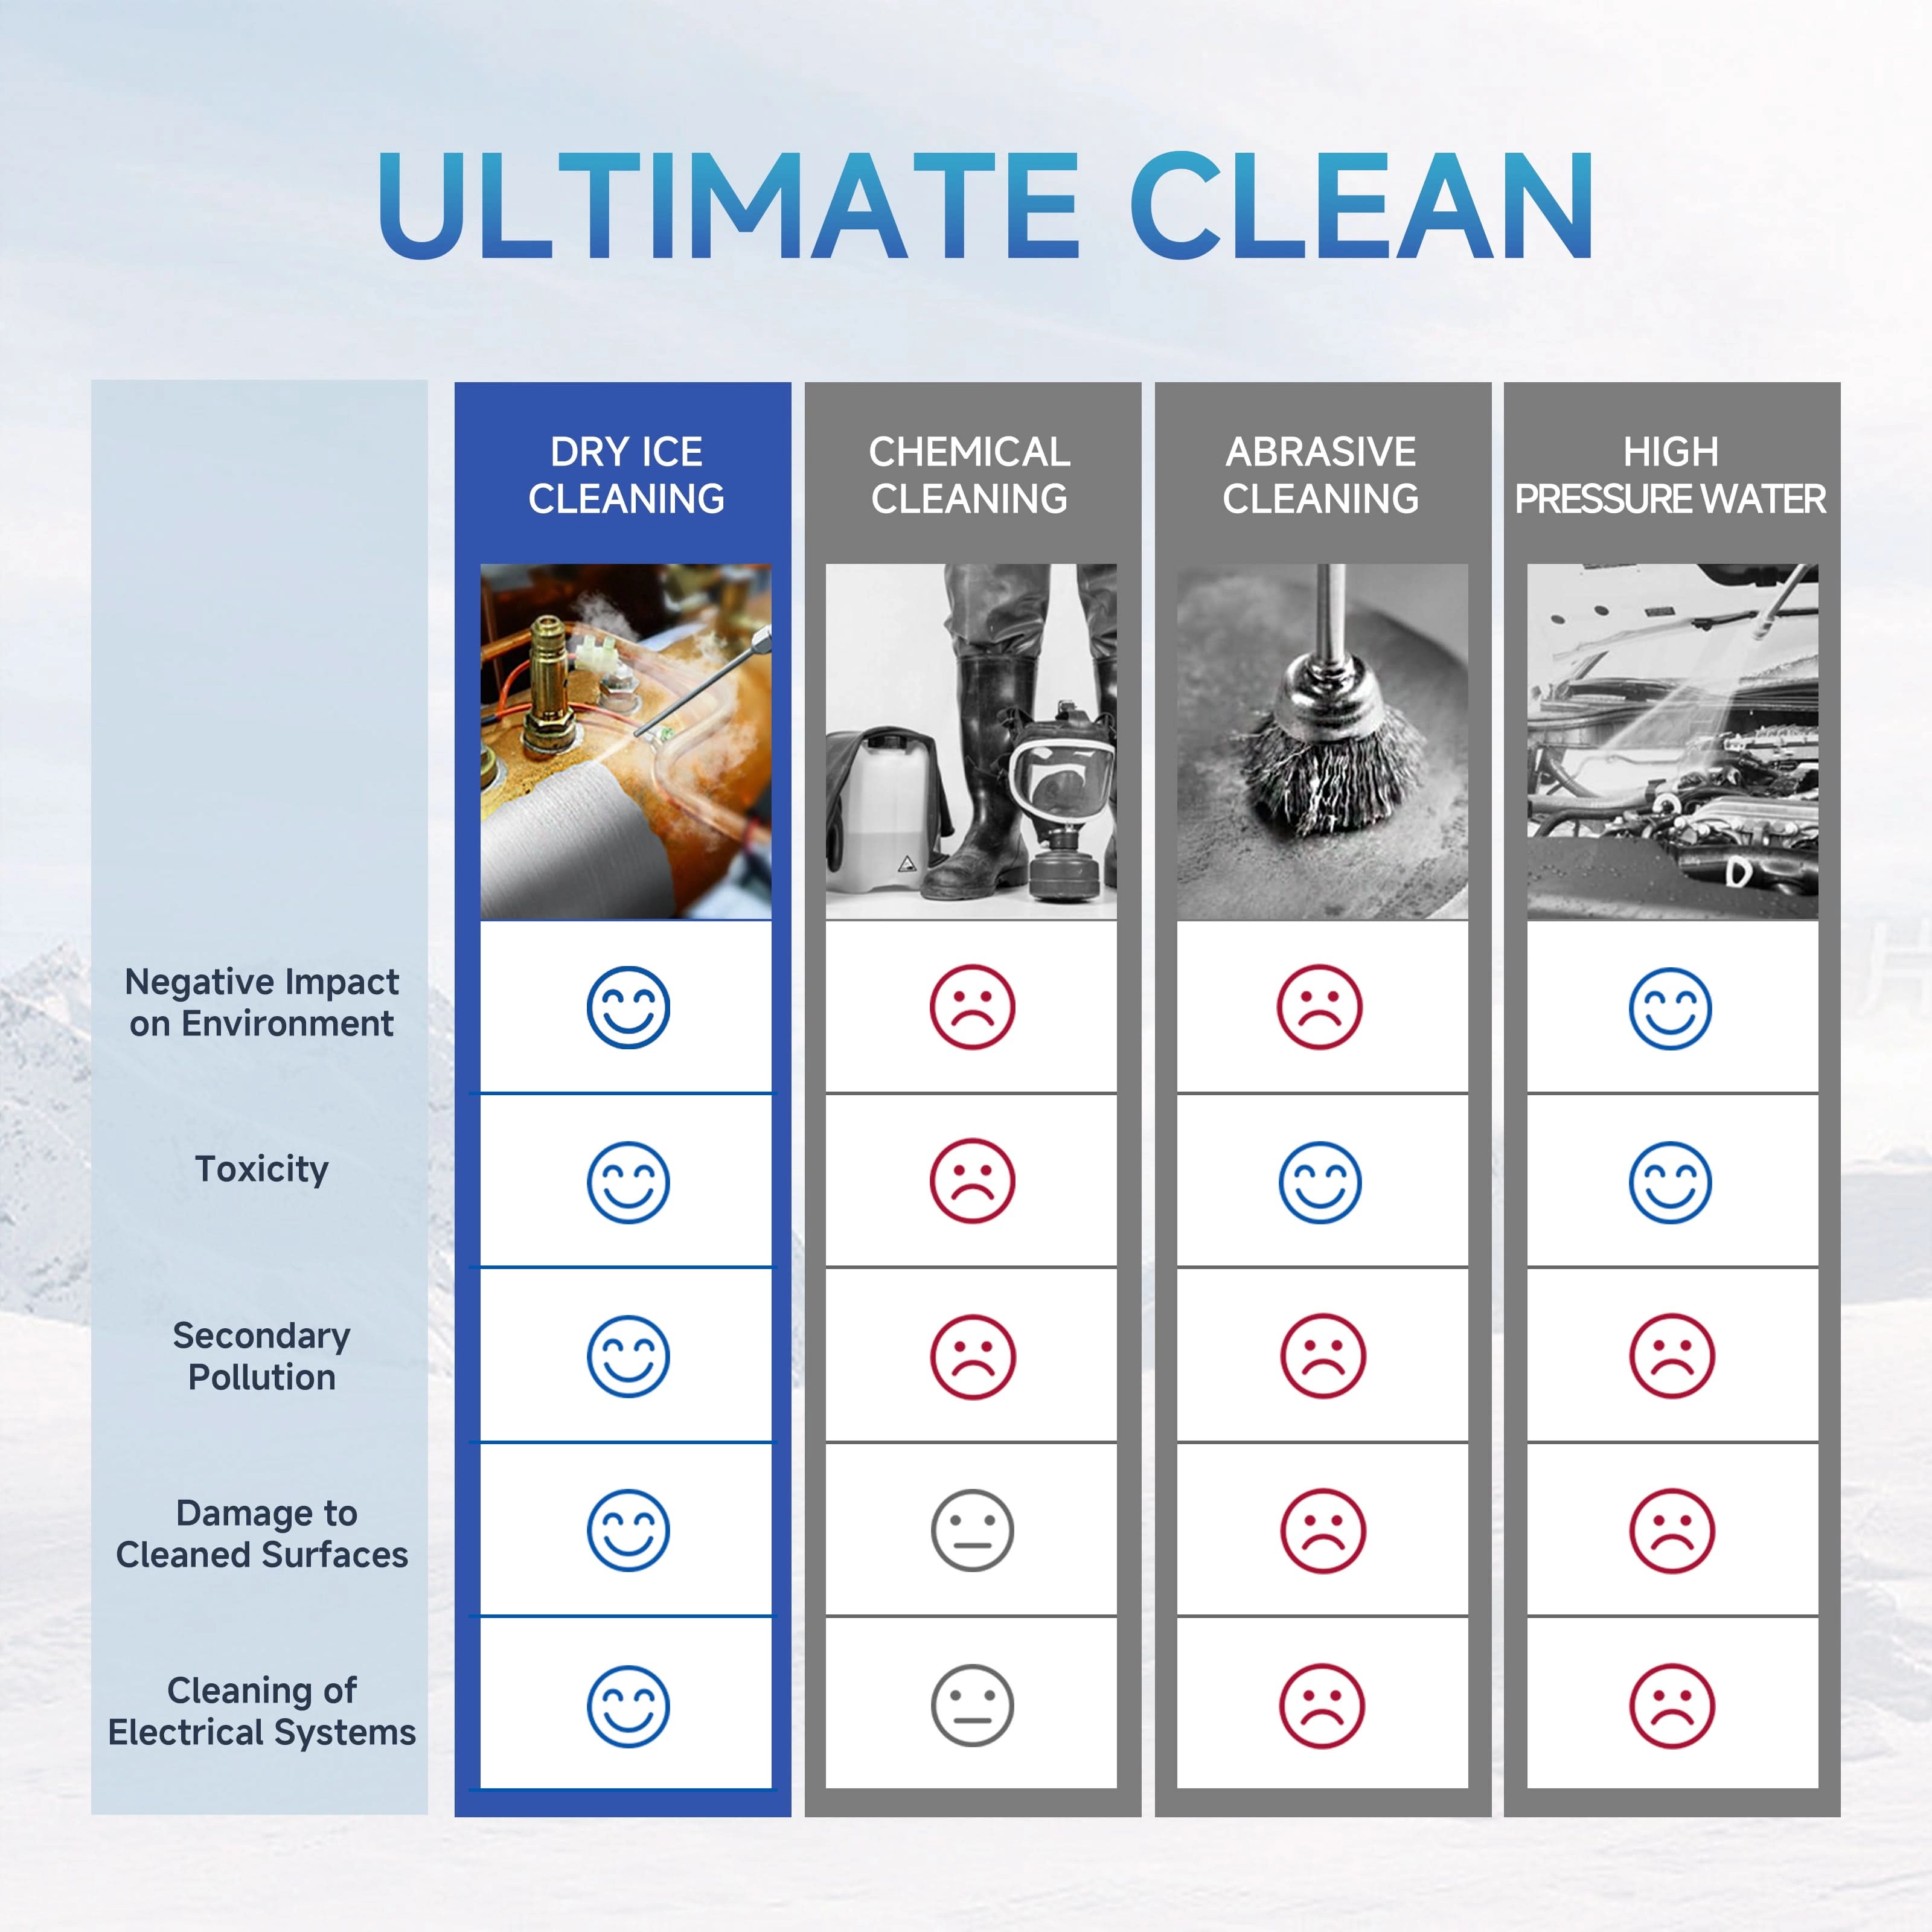 ULTIMATE CLEAN
DRY ICE
CLEANING
CHEMICAL
CLEANING
ABRASIVE
CLEANING
HIGH
PRESSURE WATER
Negative Impact
on Environment
Toxicity
Secondary
Pollution
Damage to
Cleaned Surfaces
Cleaning of
Electrical Systems